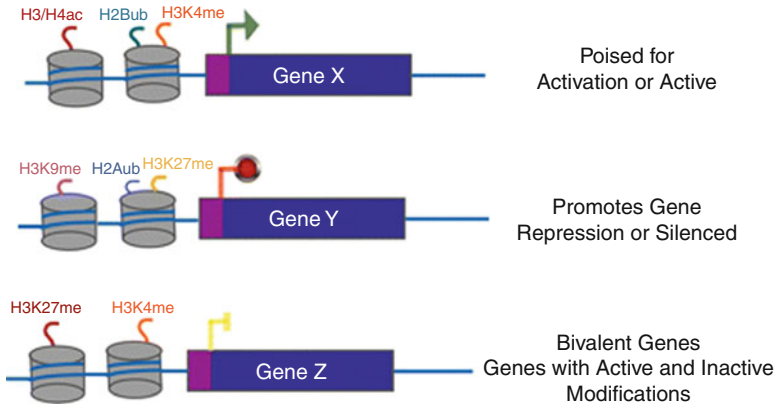 H3/H4ac H2Bub H3K4me
Gene X
Poised for
Activation or Active
H3K9me H2Aub H3K27me
Gene Y
Promotes Gene
Repression or Silenced
H3K27me H3K4me
Gene Z
Bivalent Genes
Genes with Active and Inactive
Modifications